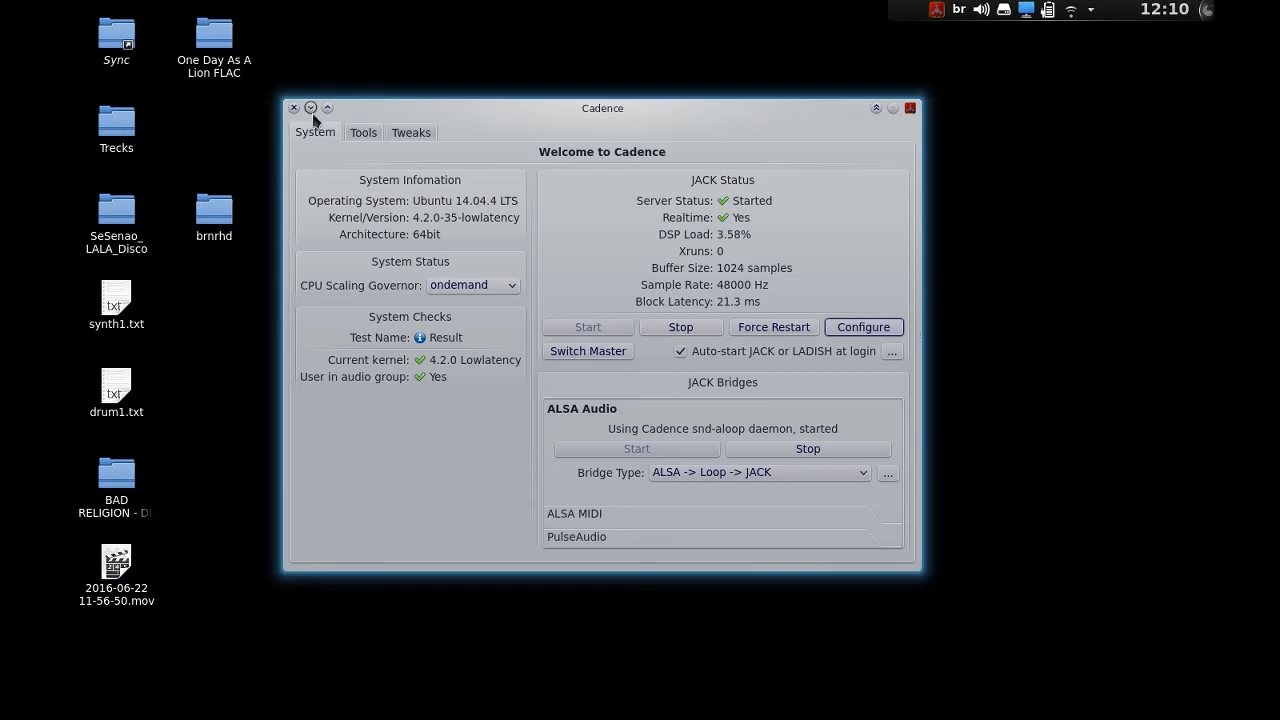 br
12:10
Sync
One Day As A
Lion FLAC
Trecks
SeSenao_
LALA_Disco
brnrhd
txt
synth1.txt
txt
drum1.txt
BAD
RELIGION - D
2016-06-22
11-56-50.mov
Cadence
System
Tools
Tweaks
Welcome to Cadence
System Infomation
Operating System: Ubuntu 14.04.4 LTS
Kernel/Version: 4.2.0-35-lowlatency
Architecture: 64bit
System Status
CPU Scaling Governor: ondemand
System Checks
Test Name: Result
Current kernel: 4.2.0 Lowlatency
User in audio group: Yes
JACK Status
Server Status: Started
Realtime: Yes
DSP Load: 3.58%
Xruns: 0
Buffer Size: 1024 samples
Sample Rate: 48000 Hz
Block Latency: 21.3 ms
Start
Stop
Force Restart
Configure
Switch Master
Auto-start JACK or LADISH at login
...
JACK Bridges
ALSA Audio
Using Cadence snd-aloop daemon, started
Start
Stop
Bridge Type: ALSA -> Loop -> JACK
...
ALSA MIDI
PulseAudio